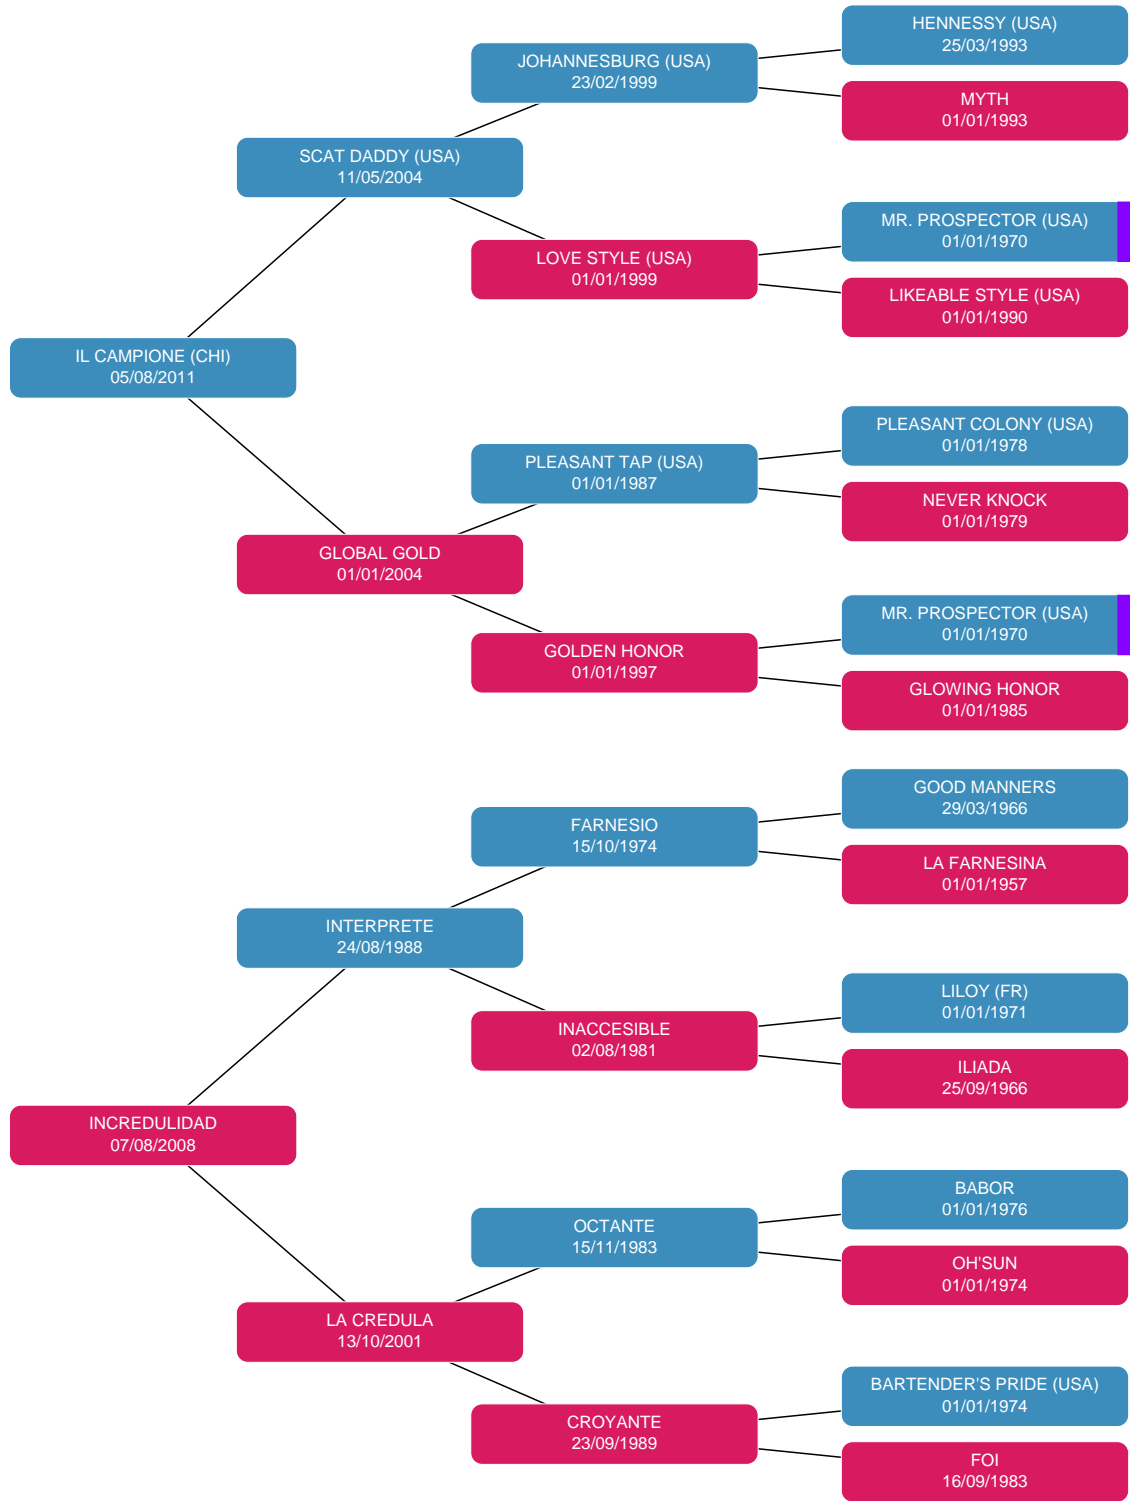 HENNESSY (USA)
25/03/1993
JOHANNESBURG (USA)
23/02/1999
MYTH
01/01/1993
SCAT DADDY (USA)
11/05/2004
MR. PROSPECTOR (USA)
01/01/1970
LOVE STYLE (USA)
01/01/1999
LIKEABLE STYLE (USA)
01/01/1990
IL CAMPIONE (CHI)
05/08/2011
PLEASANT COLONY (USA)
01/01/1978
PLEASANT TAP (USA)
01/01/1987
NEVER KNOCK
01/01/1979
GLOBAL GOLD
01/01/2004
MR. PROSPECTOR (USA)
01/01/1970
GOLDEN HONOR
01/01/1997
GLOWING HONOR
01/01/1985
GOOD MANNERS
29/03/1966
FARNESIO
15/10/1974
LA FARNESINA
01/01/1957
INTERPRETE
24/08/1988
LILOY (FR)
01/01/1971
INACCESIBLE
02/08/1981
ILIADA
25/09/1966
INCREDULIDAD
07/08/2008
BABOR
01/01/1976
OCTANTE
15/11/1983
OH'SUN
01/01/1974
LA CREDULA
13/10/2001
BARTENDER'S PRIDE (USA)
01/01/1974
CROYANTE
23/09/1989
FOI
16/09/1983